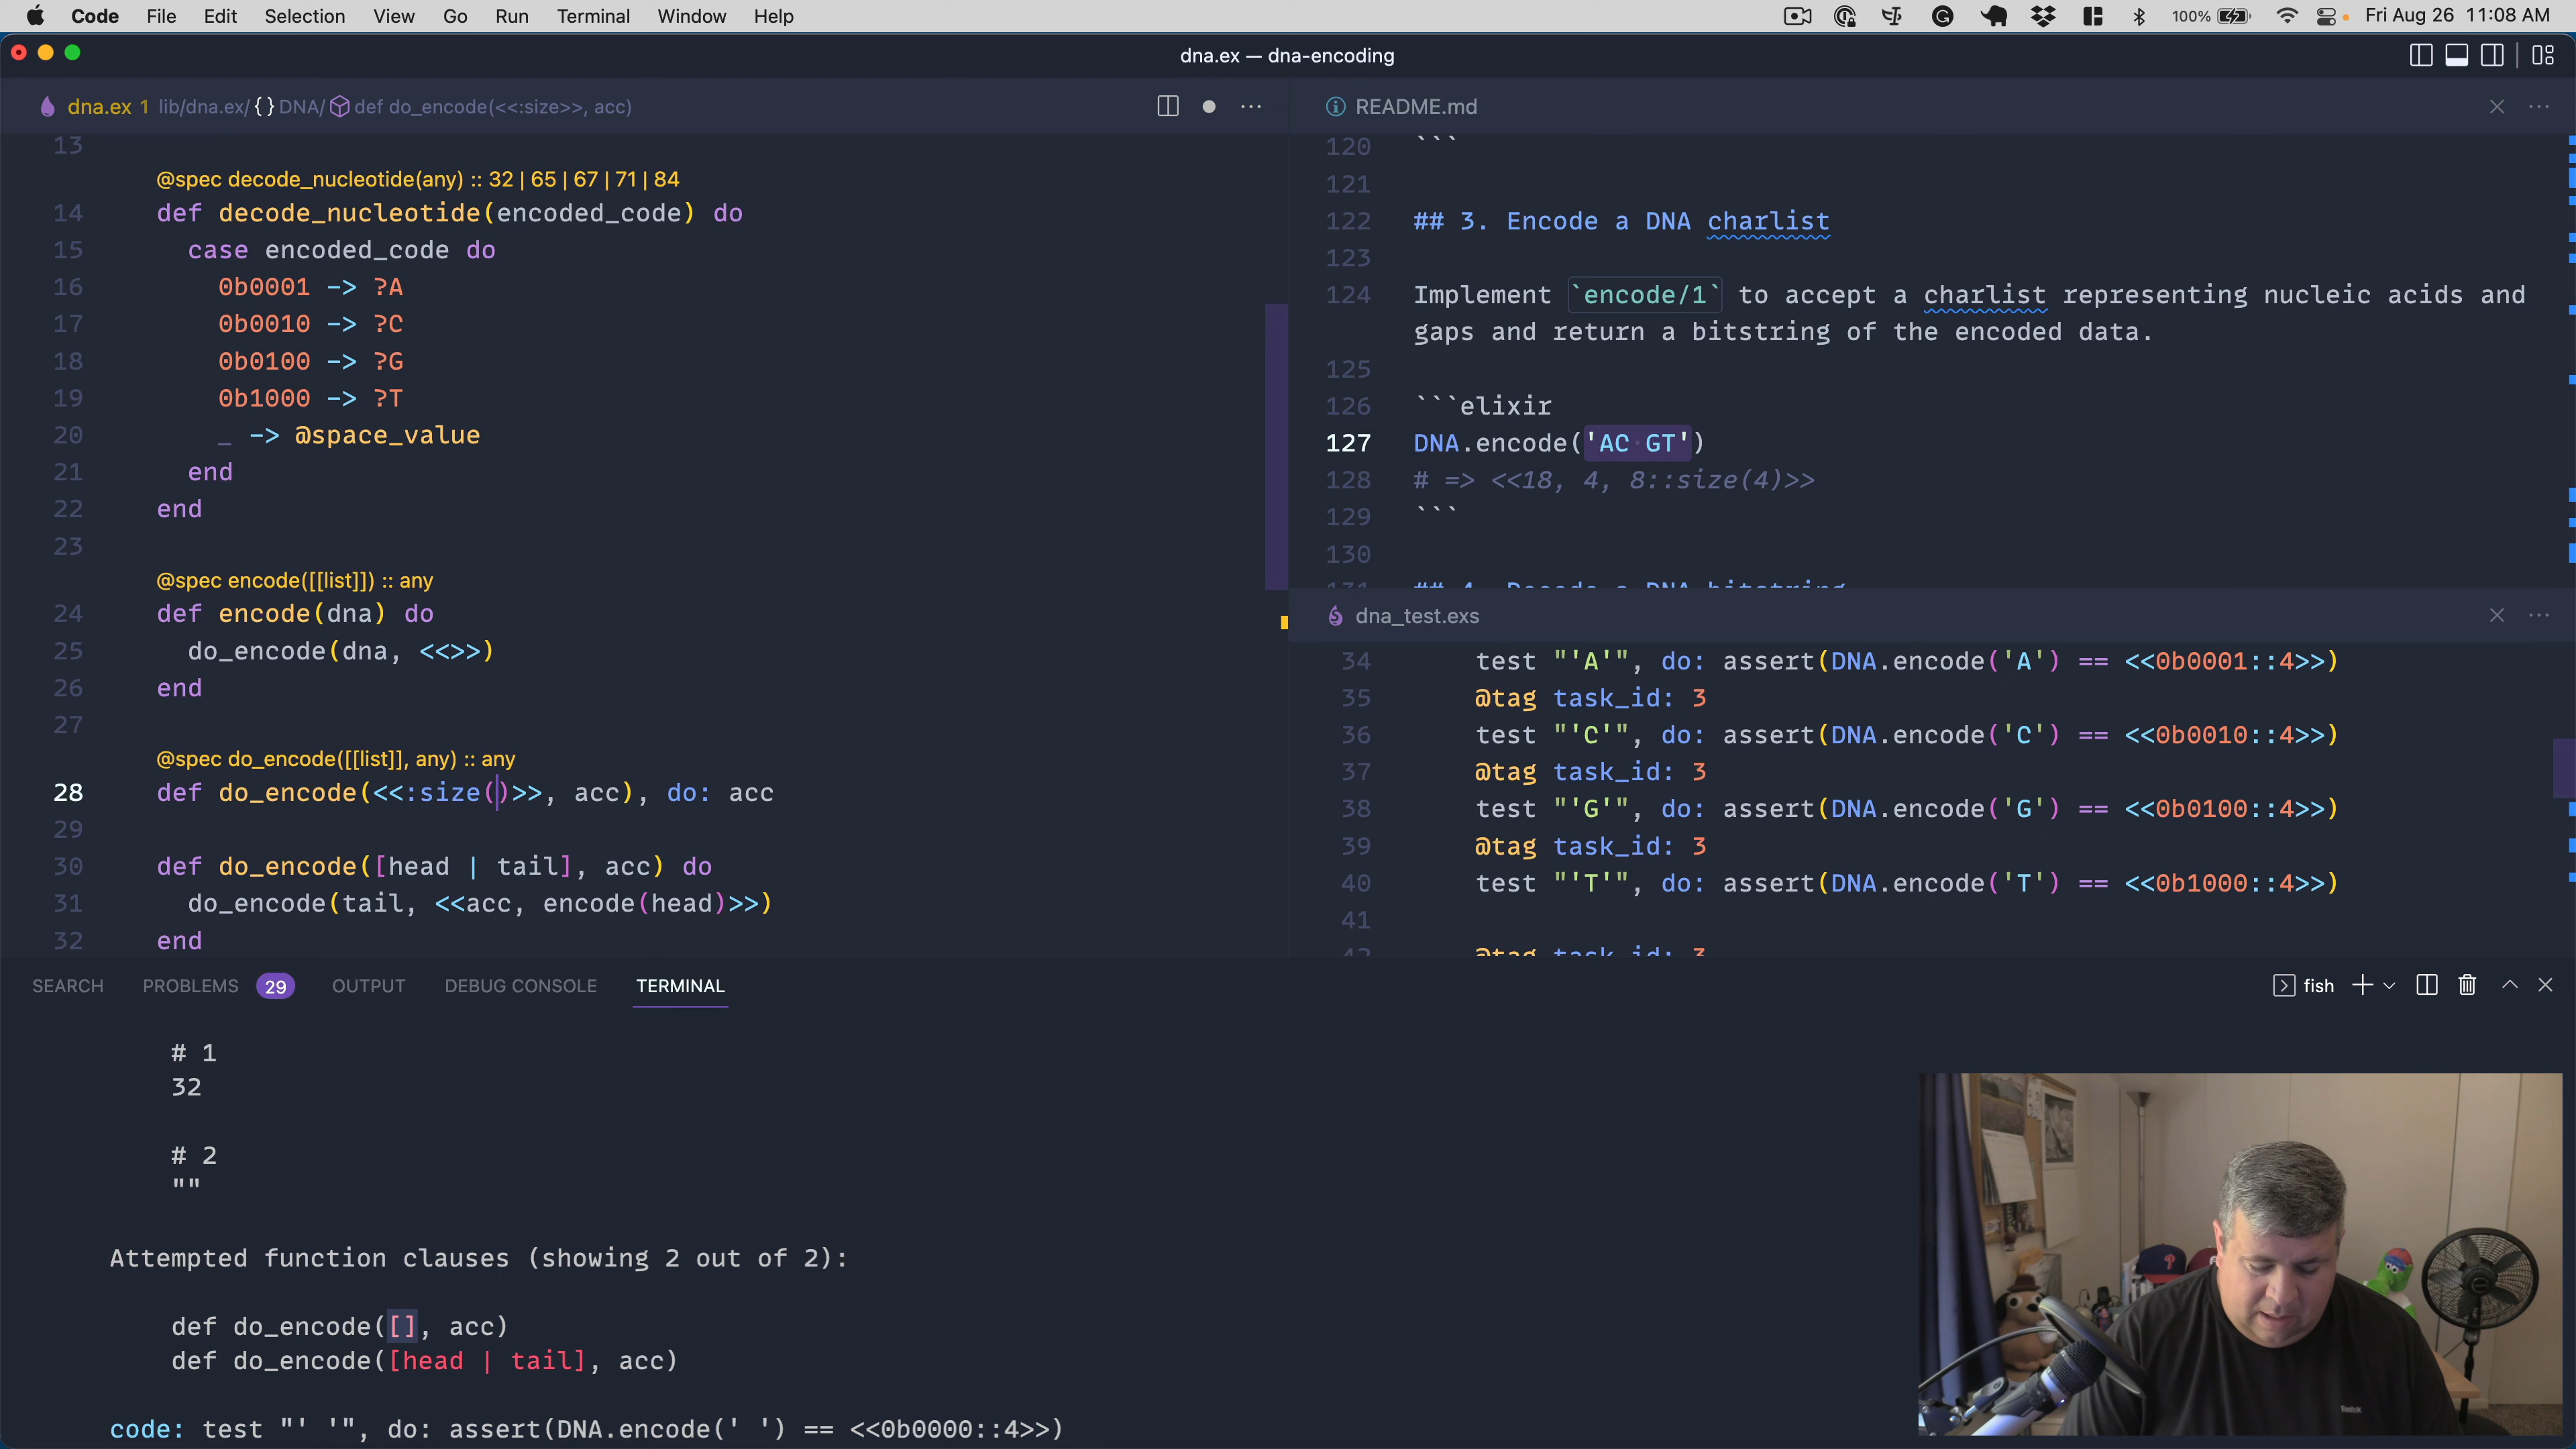 Code File Edit Selection View Go Run Terminal Window Help 100% Fri Aug 26 11:08 AM
dna.ex — dna-encoding
dna.ex 1 lib/dna.ex/ {} DNA/ def do_encode(<<:size>>, acc) ···
13
@spec decode_nucleotide(any) :: 32 | 65 | 67 | 71 | 84
14 def decode_nucleotide(encoded_code) do
15 case encoded_code do
16 0b0001 -> ?A
17 0b0010 -> ?C
18 0b0100 -> ?G
19 0b1000 -> ?T
20 _ -> @space_value
21 end
22 end
23
@spec encode([[list]]) :: any
24 def encode(dna) do
25 do_encode(dna, <<>>)
26 end
27
@spec do_encode([[list]], any) :: any
28 def do_encode(<<:size()>>, acc), do: acc
29
30 def do_encode([head | tail], acc) do
31 do_encode(tail, <<acc, encode(head)>>)
32 end
README.md ···
120 ```
121
122 ## 3. Encode a DNA charlist
123
124 Implement `encode/1` to accept a charlist representing nucleic acids and
gaps and return a bitstring of the encoded data.
125
126 ```elixir
127 DNA.encode('AC·GT')
128 # => <<18, 4, 8::size(4)>>
129 ```
130
131 ## 4. Decode a DNA bitstring
dna_test.exs ···
34 test "'A'", do: assert(DNA.encode('A') == <<0b0001::4>>)
35 @tag task_id: 3
36 test "'C'", do: assert(DNA.encode('C') == <<0b0010::4>>)
37 @tag task_id: 3
38 test "'G'", do: assert(DNA.encode('G') == <<0b0100::4>>)
39 @tag task_id: 3
40 test "'T'", do: assert(DNA.encode('T') == <<0b1000::4>>)
41
42 @tag task_id: 3
SEARCH PROBLEMS 29 OUTPUT DEBUG CONSOLE TERMINAL fish
# 1
32
# 2
""
Attempted function clauses (showing 2 out of 2):
def do_encode([], acc)
def do_encode([head | tail], acc)
code: test "' '", do: assert(DNA.encode(' ') == <<0b0000::4>>)